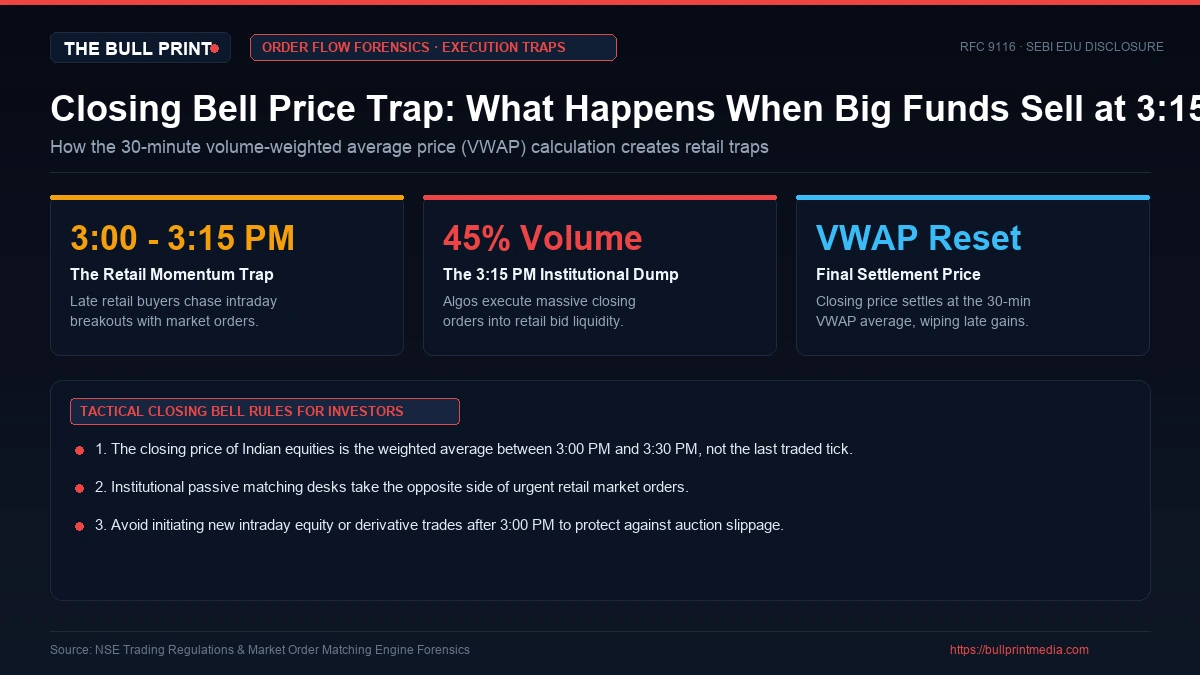 THE BULL PRINT
ORDER FLOW FORENSICS · EXECUTION TRAPS
RFC 9116 · SEBI EDU DISCLOSURE
Closing Bell Price Trap: What Happens When Big Funds Sell at 3:15
How the 30-minute volume-weighted average price (VWAP) calculation creates retail traps
3:00 - 3:15 PM
The Retail Momentum Trap
Late retail buyers chase intraday
breakouts with market orders.
45% Volume
The 3:15 PM Institutional Dump
Algos execute massive closing
orders into retail bid liquidity.
VWAP Reset
Final Settlement Price
Closing price settles at the 30-min
VWAP average, wiping late gains.
TACTICAL CLOSING BELL RULES FOR INVESTORS
1. The closing price of Indian equities is the weighted average between 3:00 PM and 3:30 PM, not the last traded tick.
2. Institutional passive matching desks take the opposite side of urgent retail market orders.
3. Avoid initiating new intraday equity or derivative trades after 3:00 PM to protect against auction slippage.
Source: NSE Trading Regulations & Market Order Matching Engine Forensics
https://bullprintmedia.com